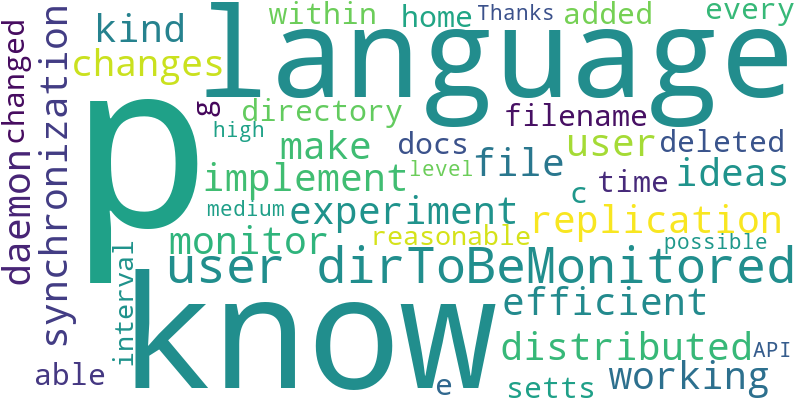 within
home
Thanks
added
every
kind
language
changes
changed
synchronization
p
g
directory
filename
high
docs
user
deleted
make
file
daemon
implement
level
time
ideas
c
medium
experiment
replication
monitor
reasonable
possible
user dirToBeMonitored
interval
know
efficient
distributed
API
able
e
setts
working